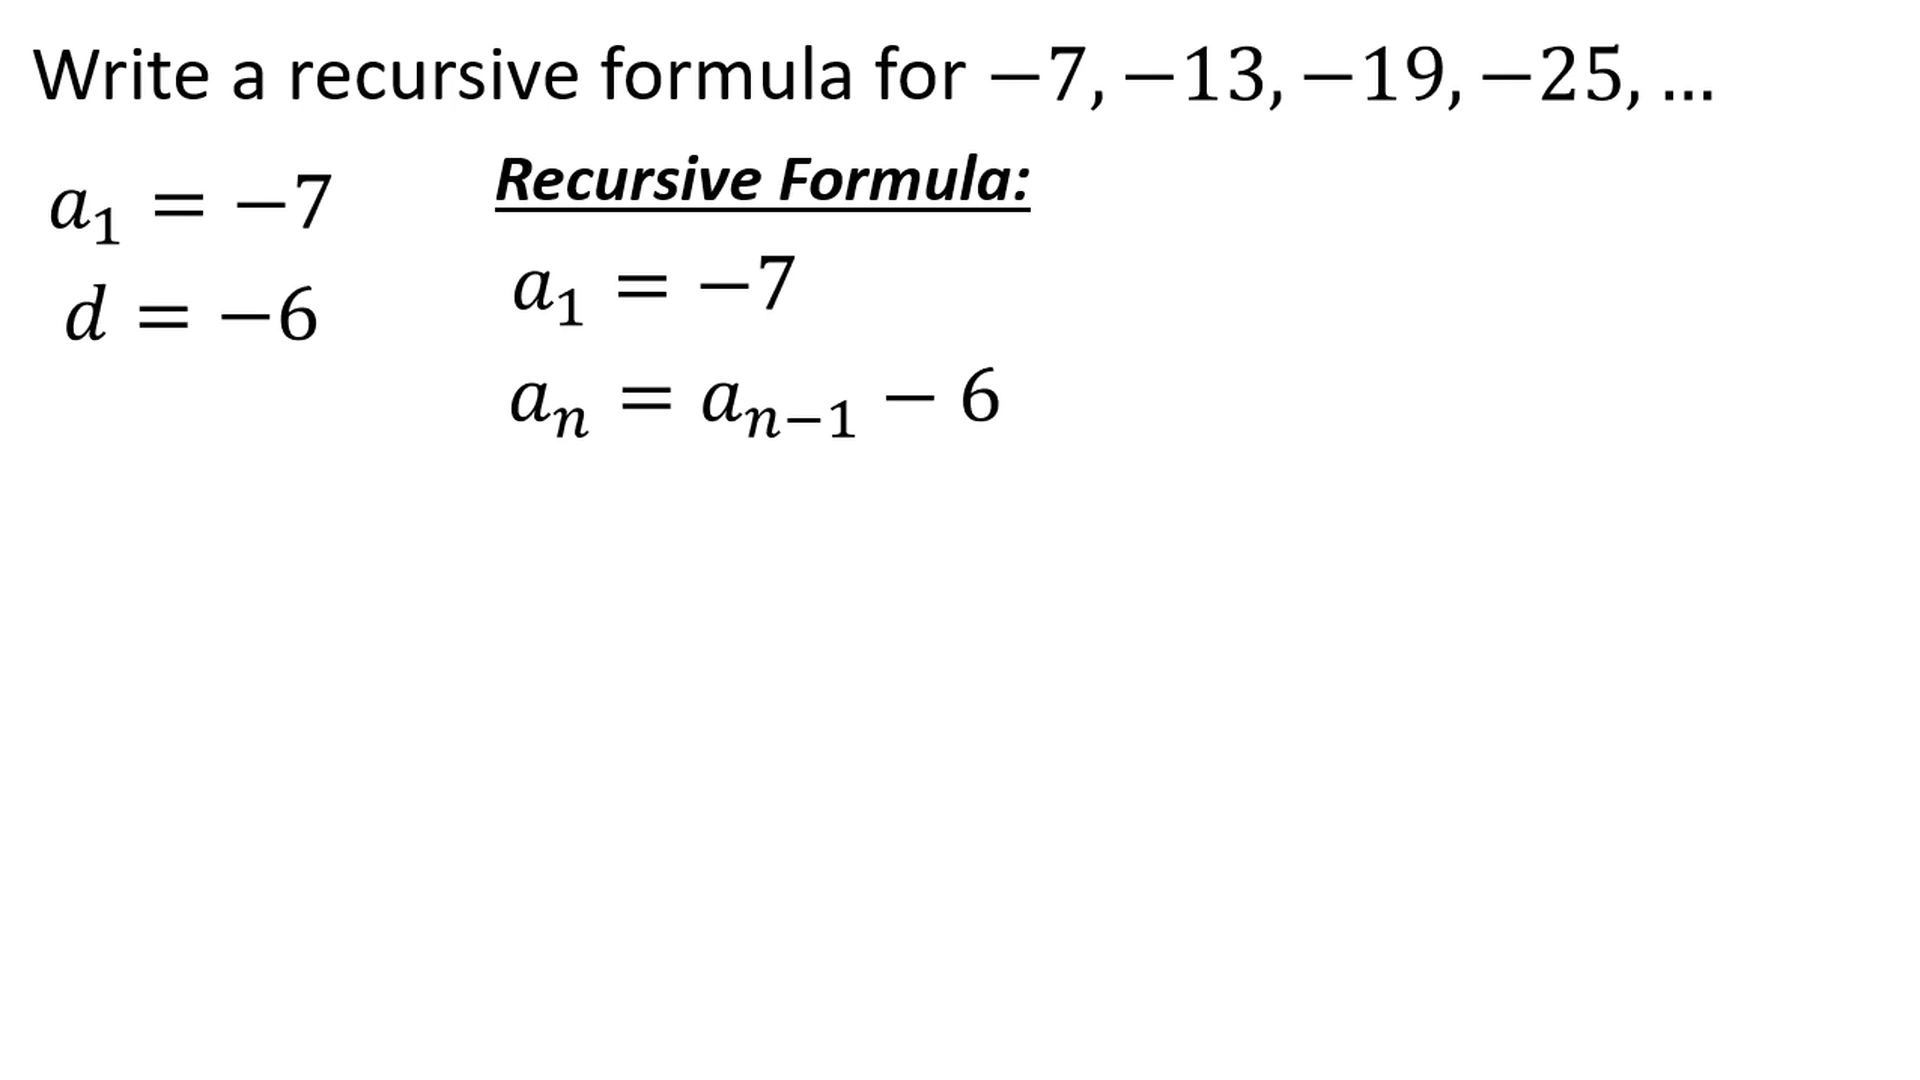 Write a recursive formula for −7, −13, −19, −25, …
a₁ = −7
d = −6
Recursive Formula:
a₁ = −7
aₙ = aₙ₋₁ − 6